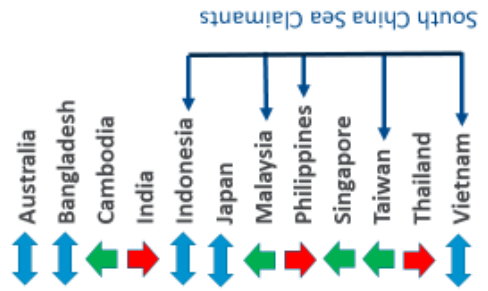 South China Sea Claimants
Australia
Bangladesh
Cambodia
India
Indonesia
Japan
Malaysia
Philippines
Singapore
Taiwan
Thailand
Vietnam